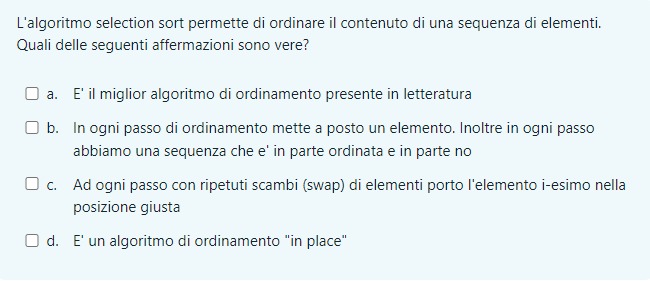 L'algoritmo selection sort permette di ordinare il contenuto di una sequenza di elementi.
Quali delle seguenti affermazioni sono vere?
a. E' il miglior algoritmo di ordinamento presente in letteratura
b. In ogni passo di ordinamento mette a posto un elemento. Inoltre in ogni passo
abbiamo una sequenza che e' in parte ordinata e in parte no
c. Ad ogni passo con ripetuti scambi (swap) di elementi porto l'elemento i-esimo nella
posizione giusta
d. E' un algoritmo di ordinamento "in place"